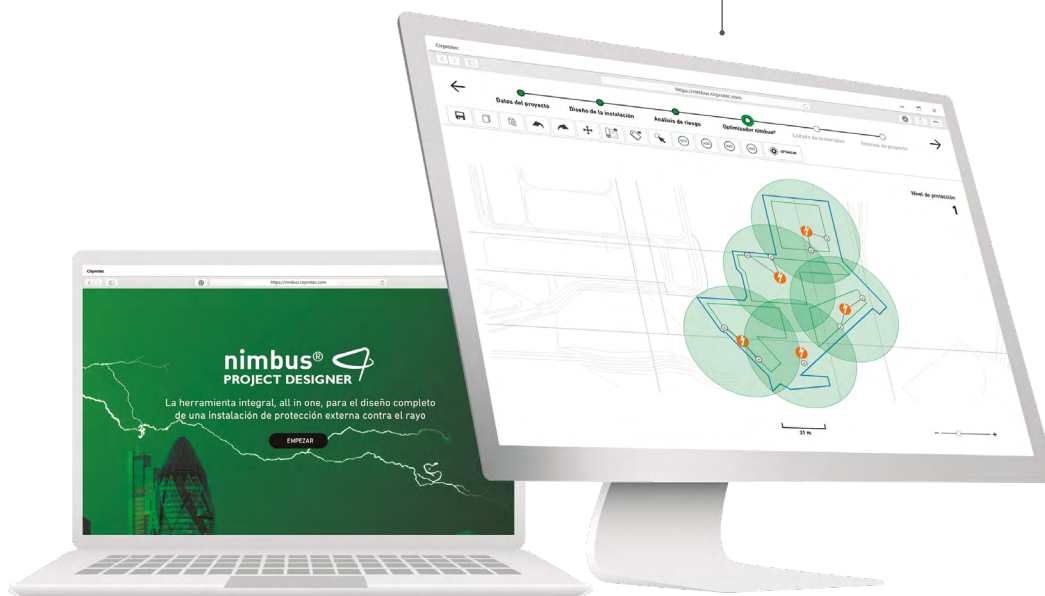 Cirprotec
https://nimbus.cirprotec.com
Datos del proyecto
Diseño de la instalación
Análisis de riesgo
Optimizador nimbus®
Listado de materiales
Informe de proyecto
OPTIMIZAR
Nivel de protección
1
21 m.
Cirprotec
https://nimbus.cirprotec.com
nimbus®
PROJECT DESIGNER
La herramienta integral, all in one, para el diseño completo
de una instalación de protección externa contra el rayo
EMPEZAR